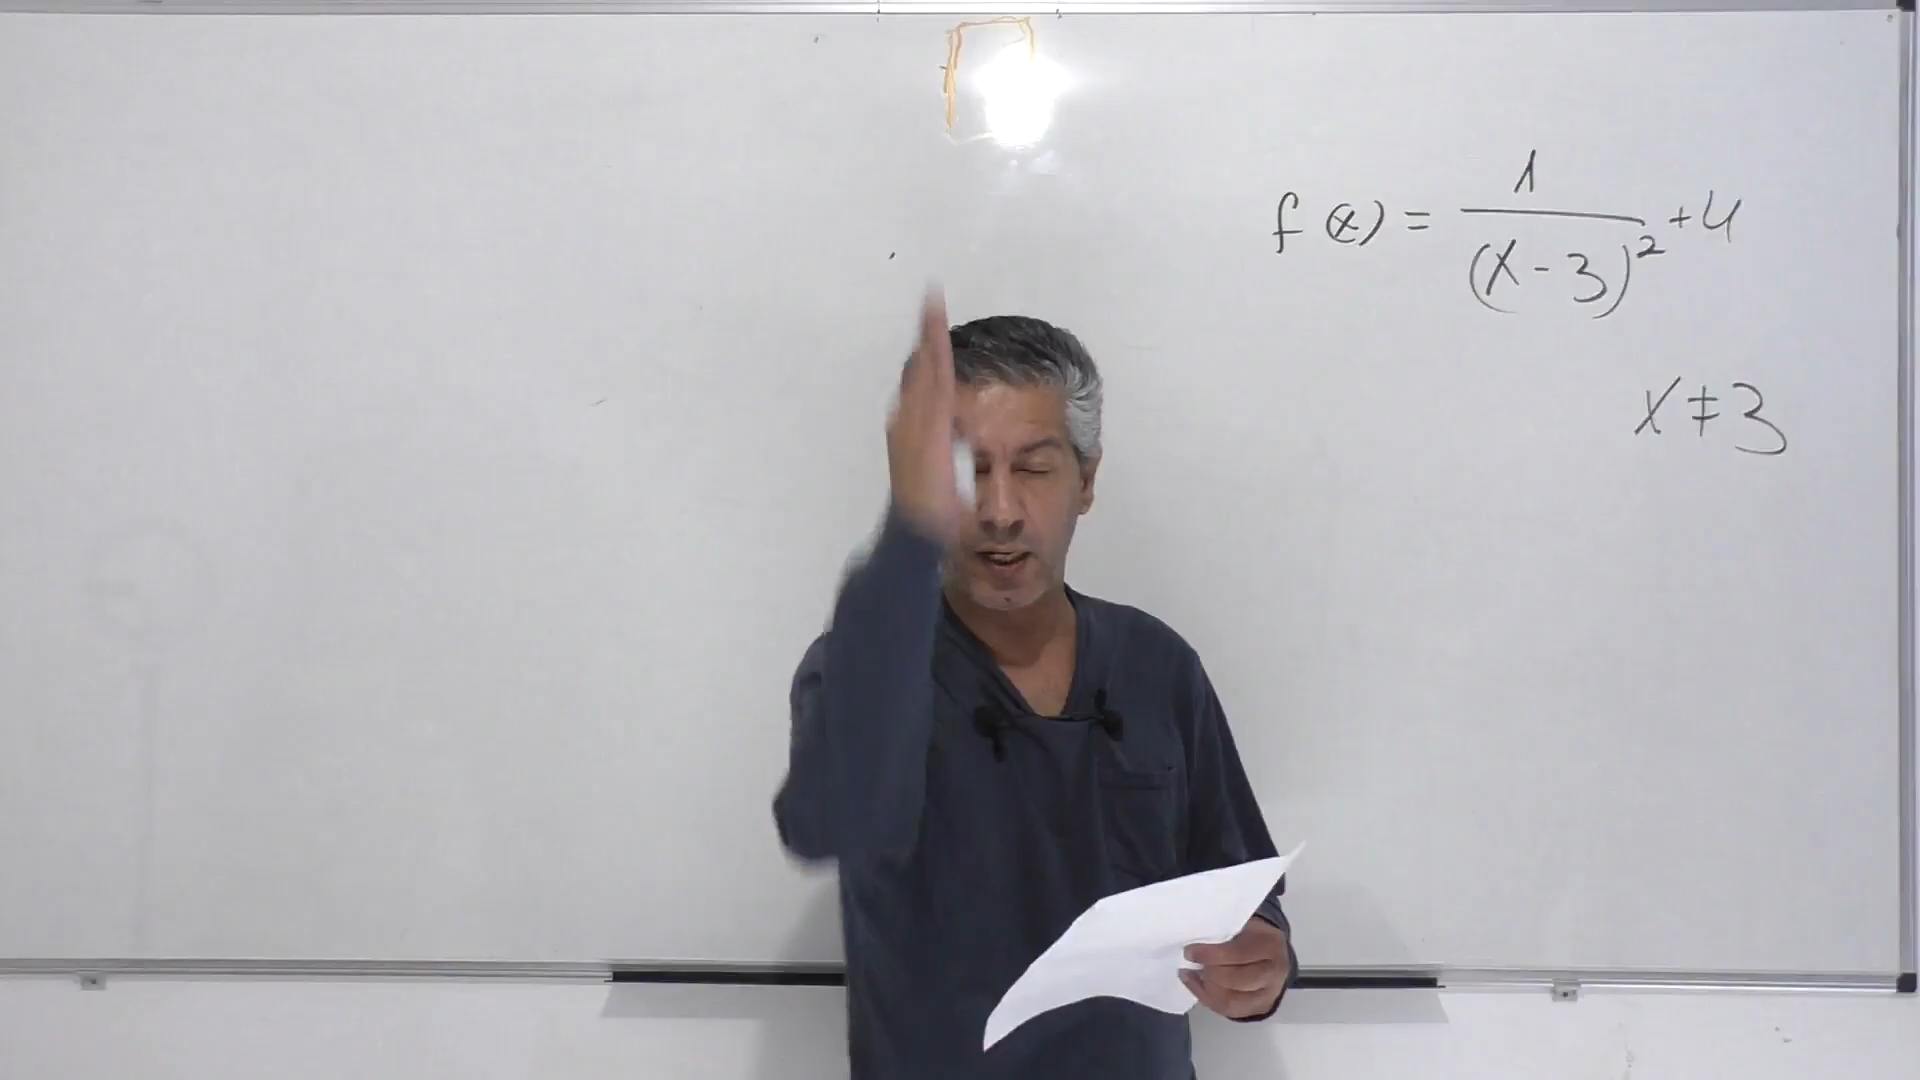 f(x) = 1/(x-3)² + 4
x ≠ 3